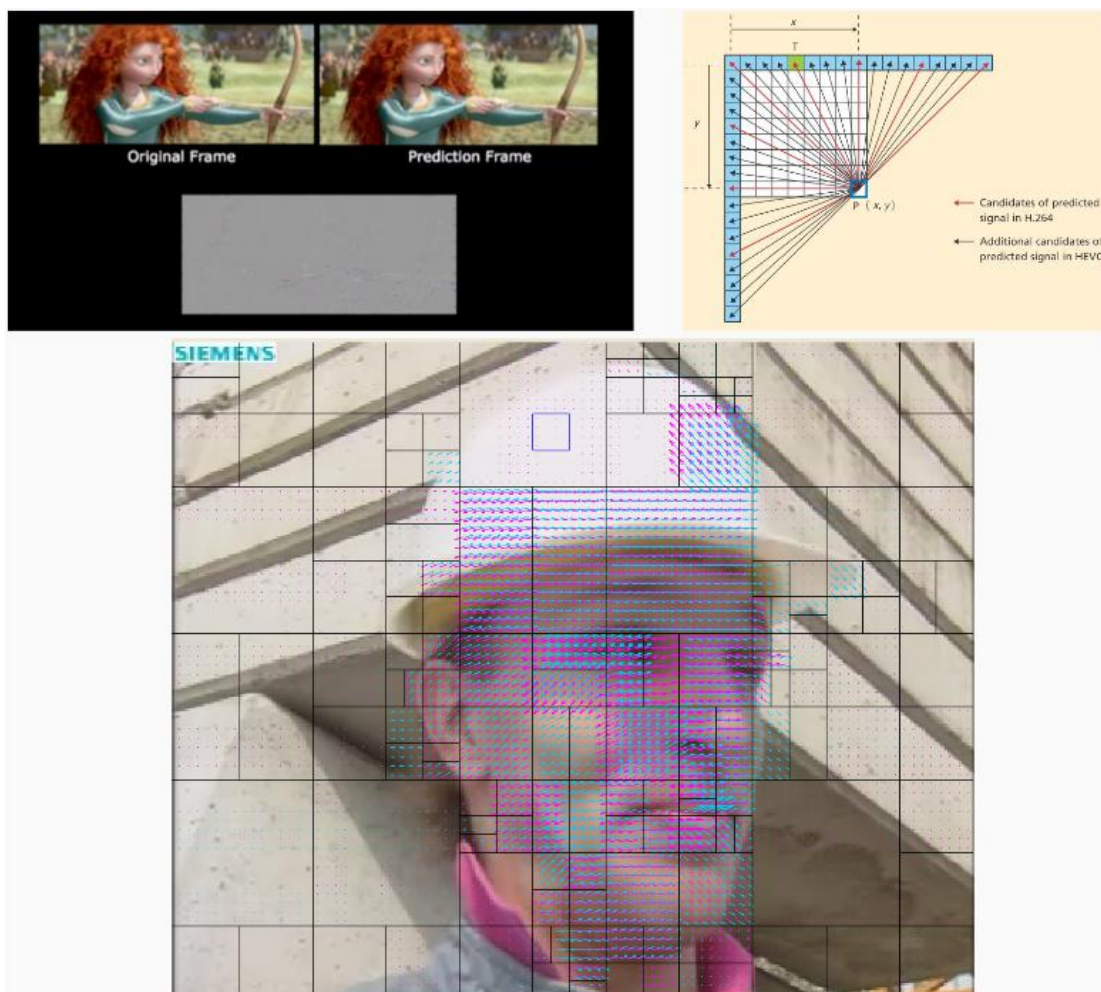 Original Frame
Prediction Frame
x
T
y
P ( x, y)
Candidates of predicted
signal in H.264
Additional candidates of
predicted signal in HEVC
SIEMENS